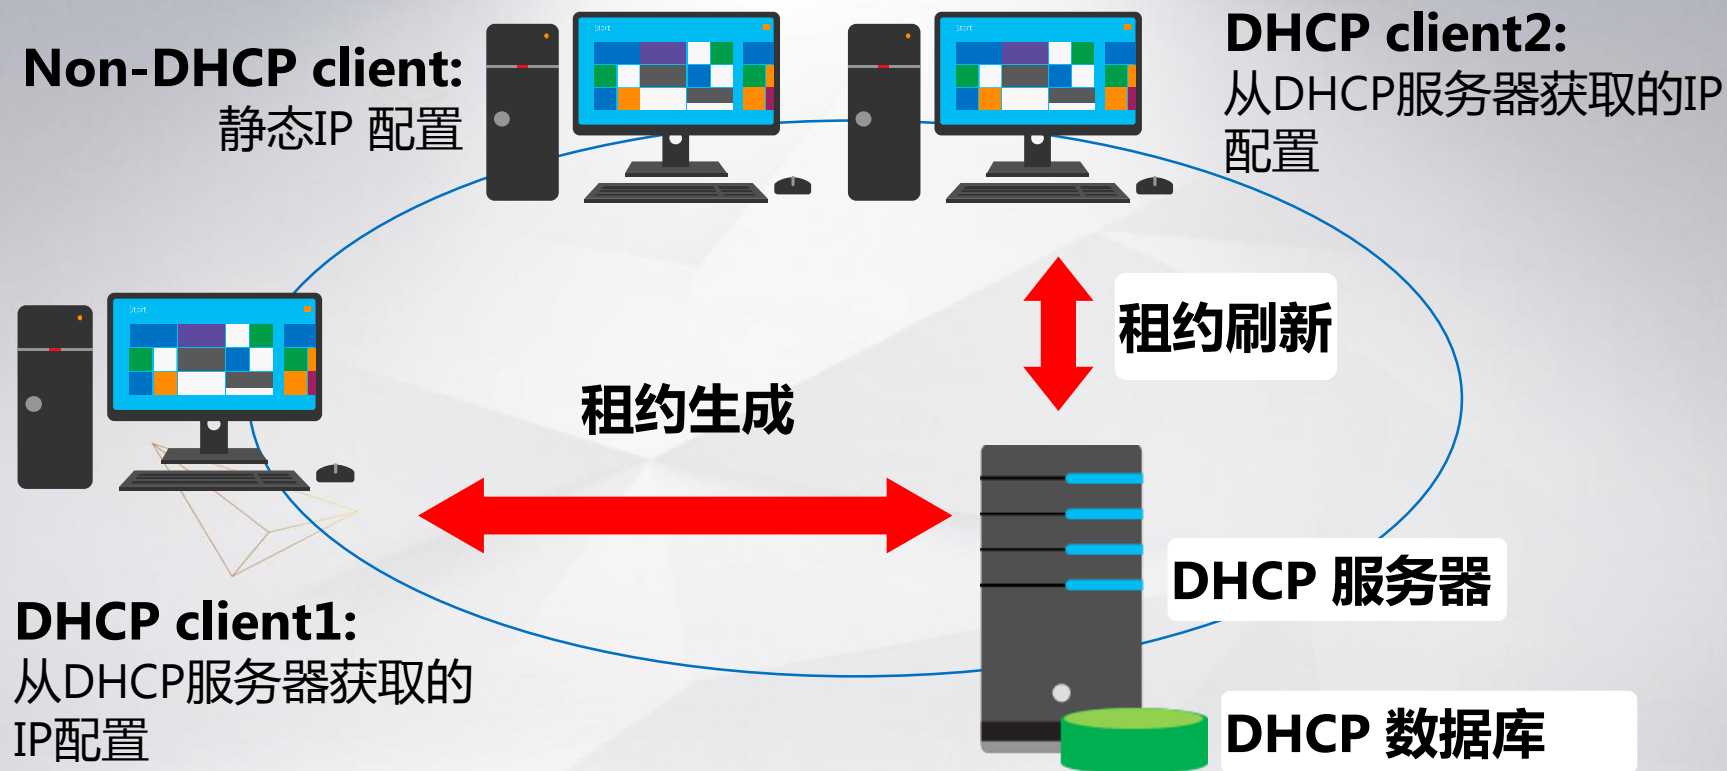 Non-DHCP client:
静态IP 配置
Start
Start
DHCP client2:
从DHCP服务器获取的IP
配置
Start
租约刷新
租约生成
DHCP 服务器
DHCP client1:
从DHCP服务器获取的
IP配置
DHCP 数据库